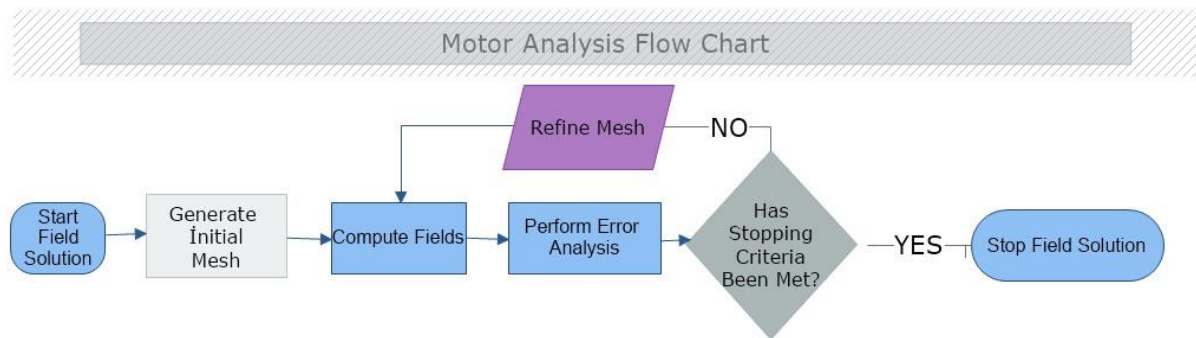 Motor Analysis Flow Chart
Refine Mesh
NO
Start
Field
Solution
Generate
İnitial
Mesh
Compute Fields
Perform Error
Analysis
Has
Stopping
Criteria
Been Met?
YES
Stop Field Solution